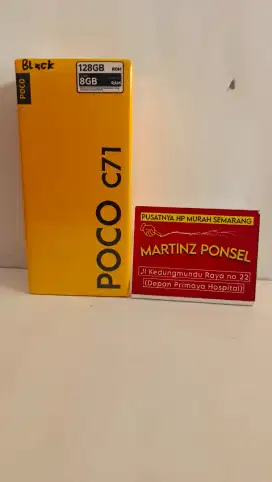 Black
128GB ROM
8GB RAM
POCO
POCO C71
PUSATNYA HP MURAH SEMARANG
MARTINZ PONSEL
Jl Kedungmundu Raya no 22
(Depan Primaya Hospital)